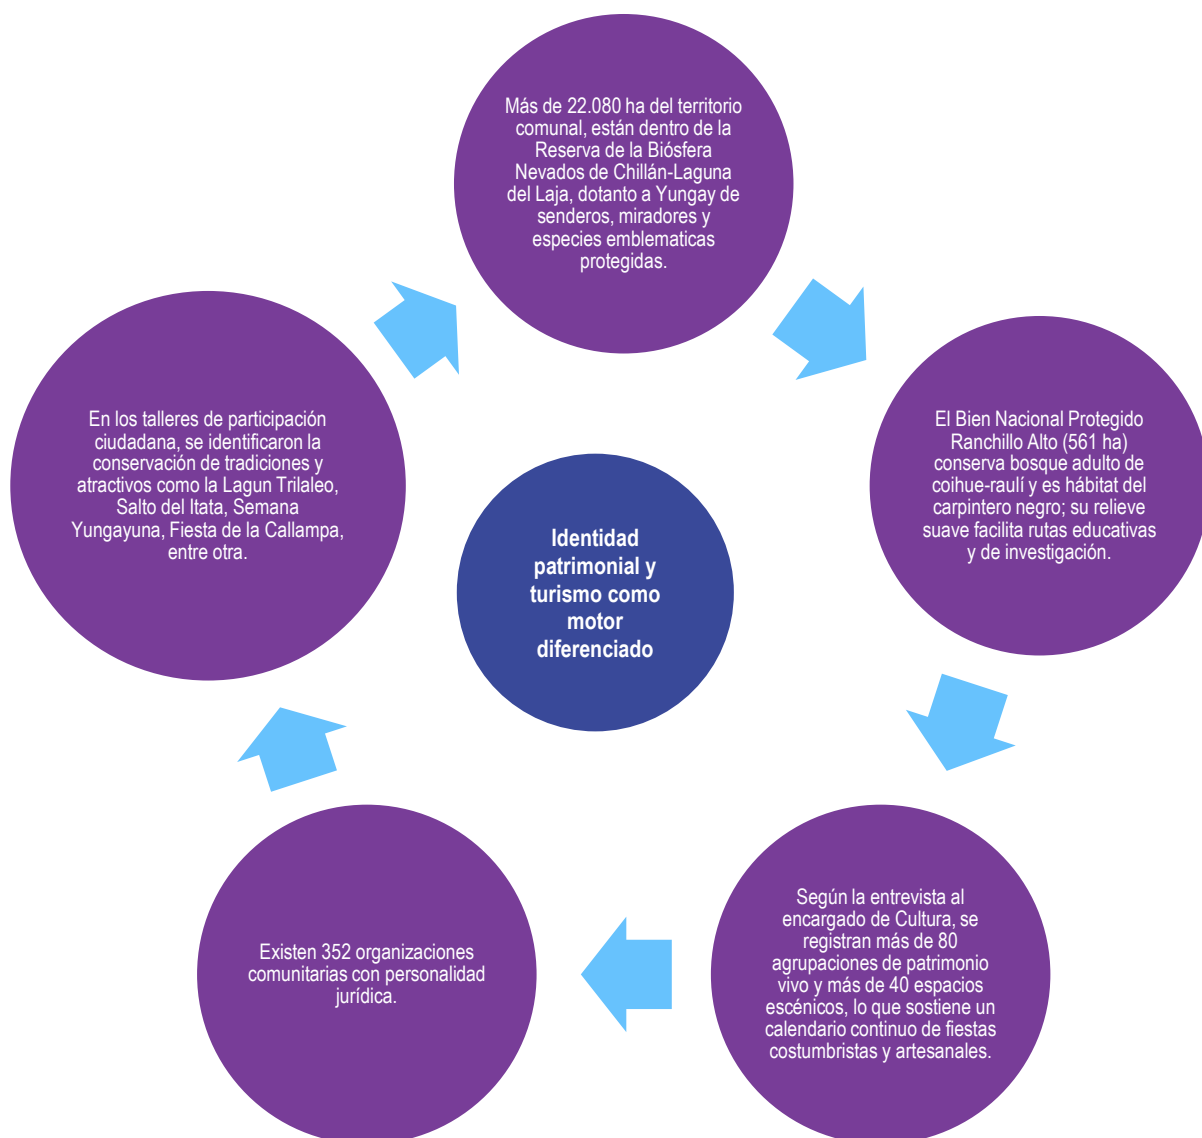 Más de 22.080 ha del territorio
comunal, están dentro de la
Reserva de la Biósfera
Nevados de Chillán-Laguna
del Laja, dotanto a Yungay de
senderos, miradores y
especies emblematicas
protegidas.
El Bien Nacional Protegido
Ranchillo Alto (561 ha)
conserva bosque adulto de
coihue-raulí y es hábitat del
carpintero negro; su relieve
suave facilita rutas educativas
y de investigación.
Según la entrevista al
encargado de Cultura, se
registran más de 80
agrupaciones de patrimonio
vivo y más de 40 espacios
escénicos, lo que sostiene un
calendario continuo de fiestas
costumbristas y artesanales.
Existen 352 organizaciones
comunitarias con personalidad
jurídica.
En los talleres de participación
ciudadana, se identificaron la
conservación de tradiciones y
atractivos como la Lagun Trilaleo,
Salto del Itata, Semana
Yungayuna, Fiesta de la Callampa,
entre otra.
Identidad
patrimonial y
turismo como
motor
diferenciado